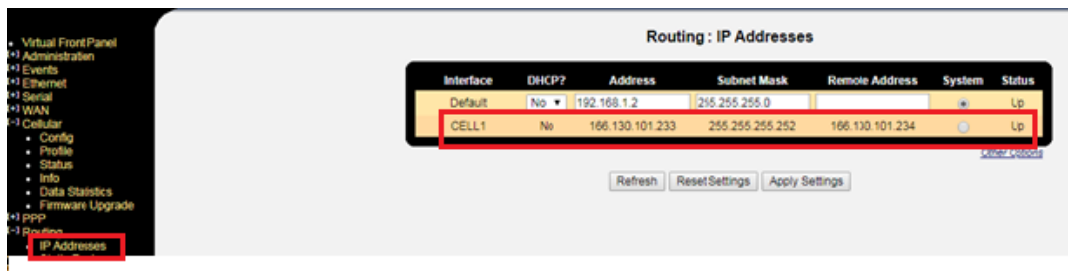 Virtual Front Panel
[+] Administration
[+] Events
[+] Ethernet
[+] Serial
[+] WAN
[-] Cellular
Config
Profile
Status
Info
Data Statistics
Firmware Upgrade
[+] PPP
[-] Routing
IP Addresses
Routing : IP Addresses
Interface DHCP? Address Subnet Mask Remote Address System Status
Default No 192.168.1.2 255.255.255.0 Up
CELL1 No 166.130.101.233 255.255.255.252 166.130.101.234 Up
Other Options
Refresh Reset Settings Apply Settings